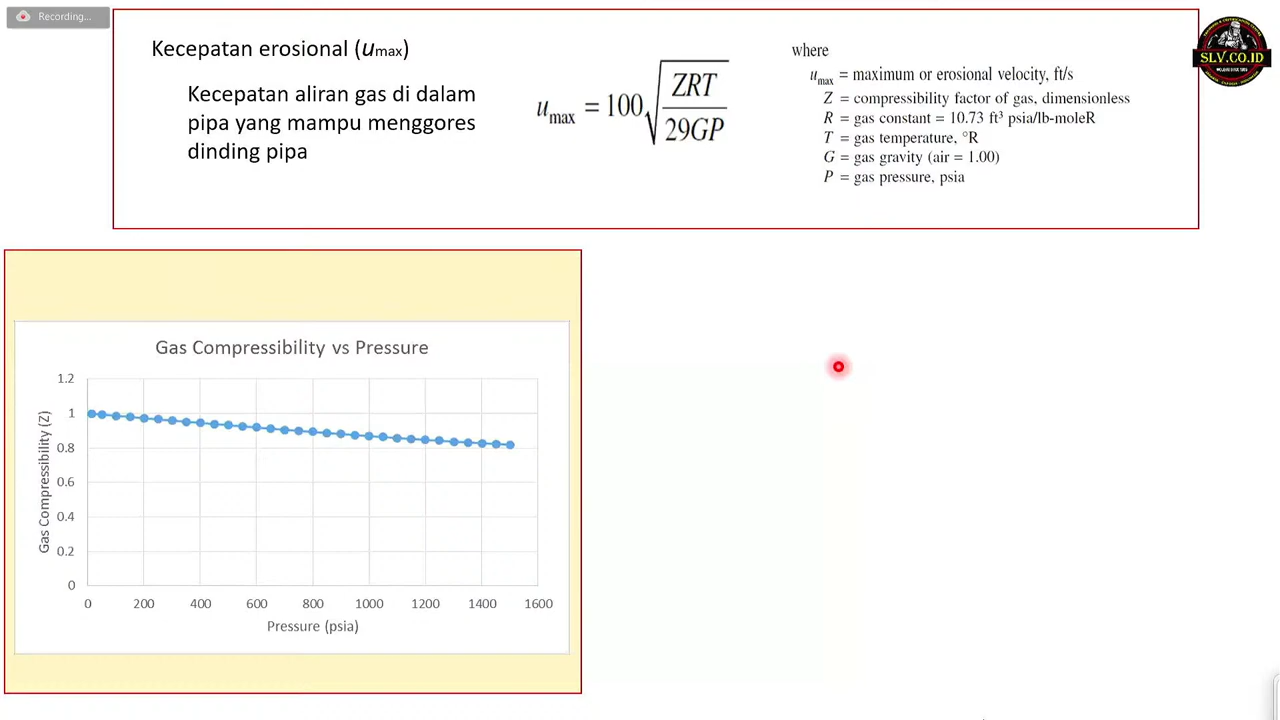 Recording...
Kecepatan erosional (umax)
Kecepatan aliran gas di dalam
pipa yang mampu menggores
dinding pipa
umax = 100 √(ZRT / 29GP)
where
umax = maximum or erosional velocity, ft/s
Z = compressibility factor of gas, dimensionless
R = gas constant = 10.73 ft³ psia/lb-moleR
T = gas temperature, °R
G = gas gravity (air = 1.00)
P = gas pressure, psia
SLV.CO.ID
Gas Compressibility vs Pressure
Gas Compressibility (Z)
1.2
1
0.8
0.6
0.4
0.2
0
0 200 400 600 800 1000 1200 1400 1600
Pressure (psia)